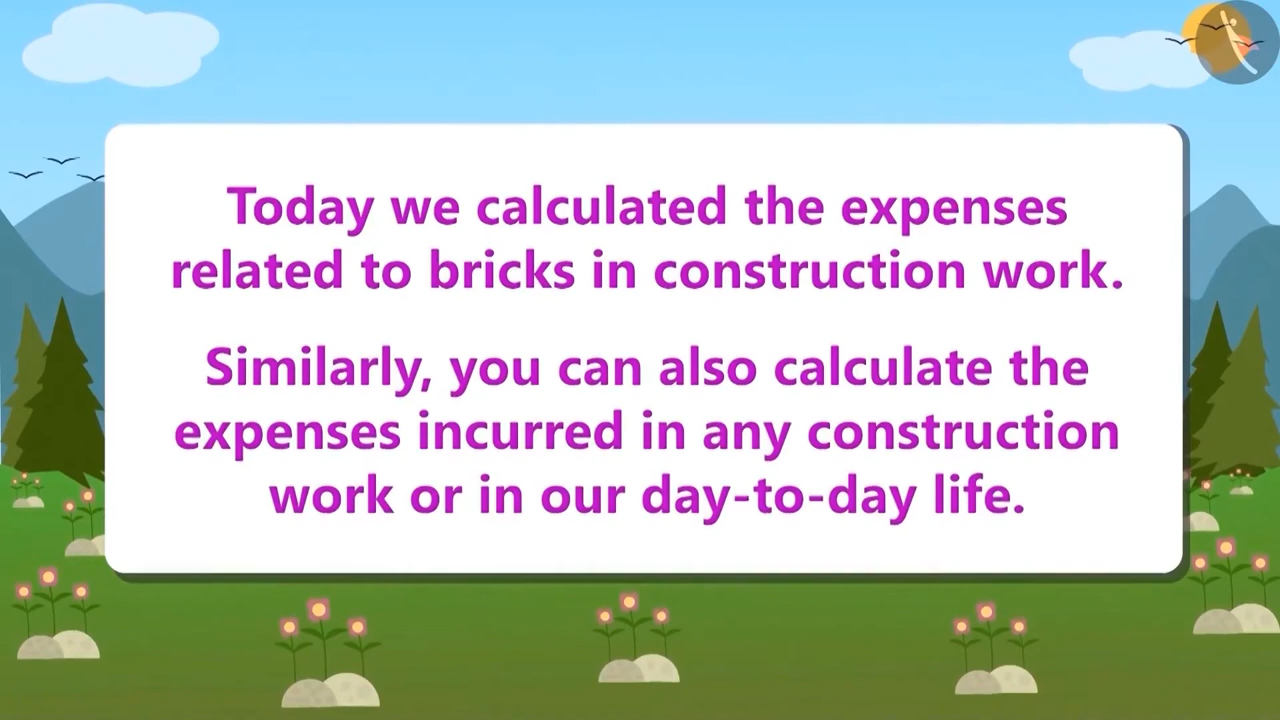 Today we calculated the expenses
related to bricks in construction work.
Similarly, you can also calculate the
expenses incurred in any construction
work or in our day-to-day life.